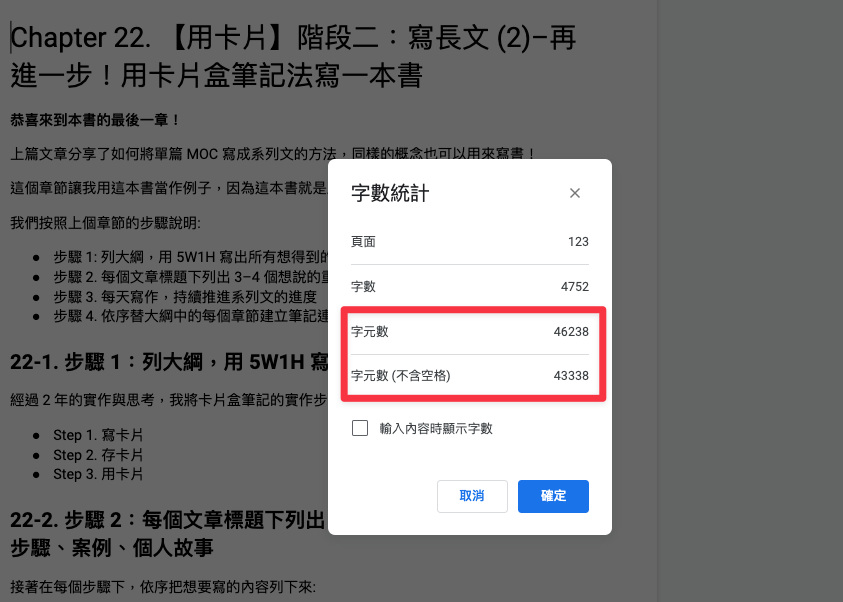 Chapter 22. 【用卡片】階段二：寫長文 (2)–再
進一步！用卡片盒筆記法寫一本書
恭喜來到本書的最後一章！
上篇文章分享了如何將單篇 MOC 寫成系列文的方法，同樣的概念也可以用來寫書！
這個章節讓我用這本書當作例子，因為這本書就是
我們按照上個章節的步驟說明:
步驟 1: 列大綱，用 5W1H 寫出所有想得到的
步驟 2. 每個文章標題下列出 3–4 個想說的重
步驟 3. 每天寫作，持續推進系列文的進度
步驟 4. 依序替大綱中的每個章節建立筆記連
22-1. 步驟 1：列大綱，用 5W1H 寫
經過 2 年的實作與思考，我將卡片盒筆記的實作步
Step 1. 寫卡片
Step 2. 存卡片
Step 3. 用卡片
22-2. 步驟 2：每個文章標題下列出
步驟、案例、個人故事
接著在每個步驟下，依序把想要寫的內容列下來:
字數統計
頁面 123
字數 4752
字元數 46238
字元數 (不含空格) 43338
輸入內容時顯示字數
取消 確定